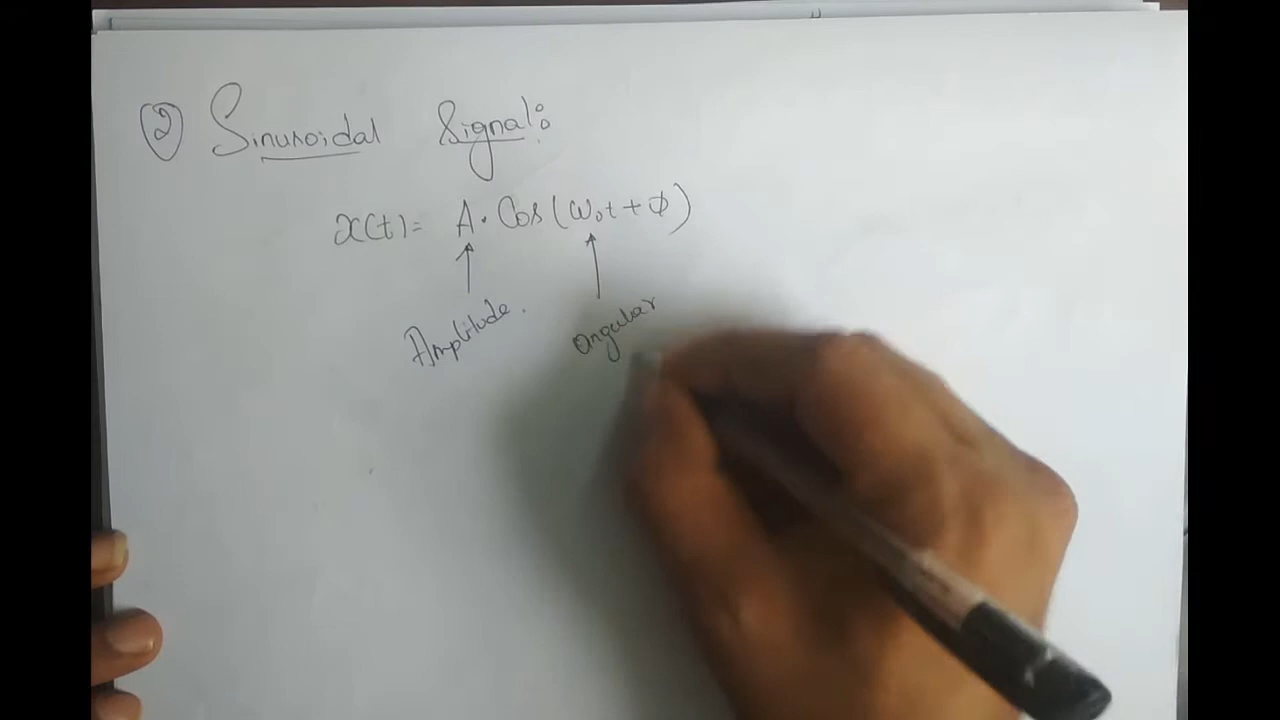 ② Sinusoidal Signal:
x(t) = A · Cos(ω₀t + φ)
Amplitude.
angular